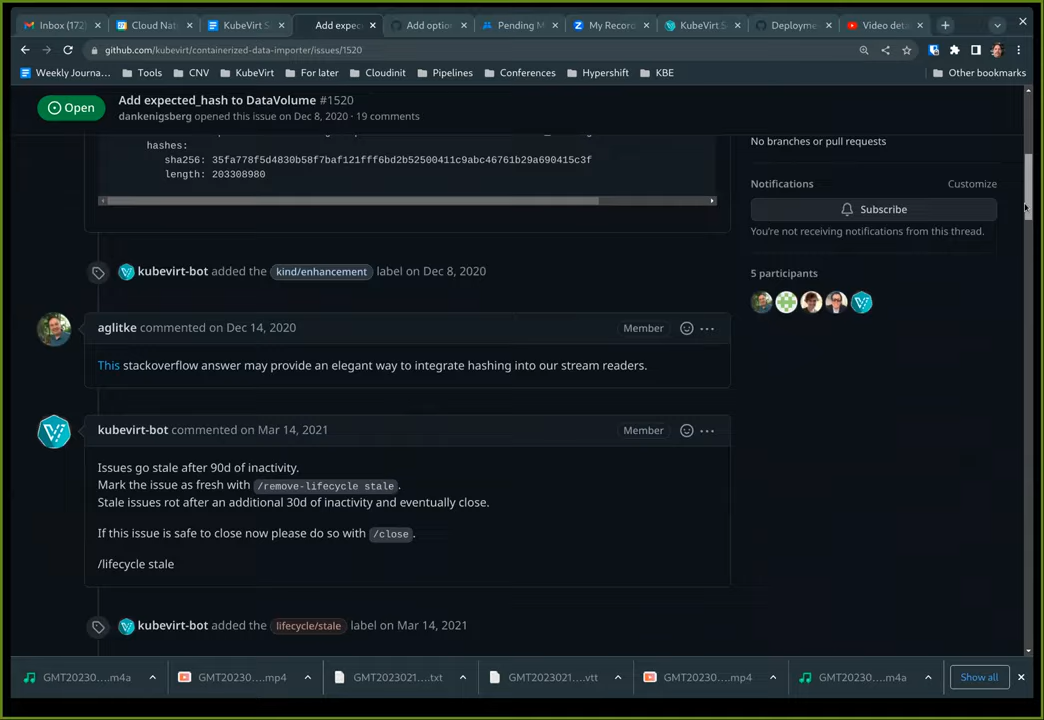 Inbox (172
Cloud Nat
KubeVirt S
Add expec
Add optio
Pending M
My Record
KubeVirt S
Deployme
Video deta
github.com/kubevirt/containerized-data-importer/issues/1520
Weekly Journa...
Tools
CNV
KubeVirt
For later
Cloudinit
Pipelines
Conferences
Hypershift
KBE
Other bookmarks
Open
Add expected_hash to DataVolume #1520
dankenigsberg opened this issue on Dec 8, 2020 · 19 comments
hashes:
sha256: 35fa778f5d4830b58f7baf121fff6bd2b52500411c9abc46761b29a690415c3f
length: 203308980
No branches or pull requests
Notifications
Customize
Subscribe
You're not receiving notifications from this thread.
5 participants
kubevirt-bot added the kind/enhancement label on Dec 8, 2020
aglitke commented on Dec 14, 2020
Member
This stackoverflow answer may provide an elegant way to integrate hashing into our stream readers.
kubevirt-bot commented on Mar 14, 2021
Member
Issues go stale after 90d of inactivity.
Mark the issue as fresh with /remove-lifecycle stale.
Stale issues rot after an additional 30d of inactivity and eventually close.
If this issue is safe to close now please do so with /close.
/lifecycle stale
kubevirt-bot added the lifecycle/stale label on Mar 14, 2021
GMT20230....m4a
GMT20230....mp4
GMT2023021....txt
GMT2023021....vtt
GMT20230....mp4
GMT20230....m4a
Show all